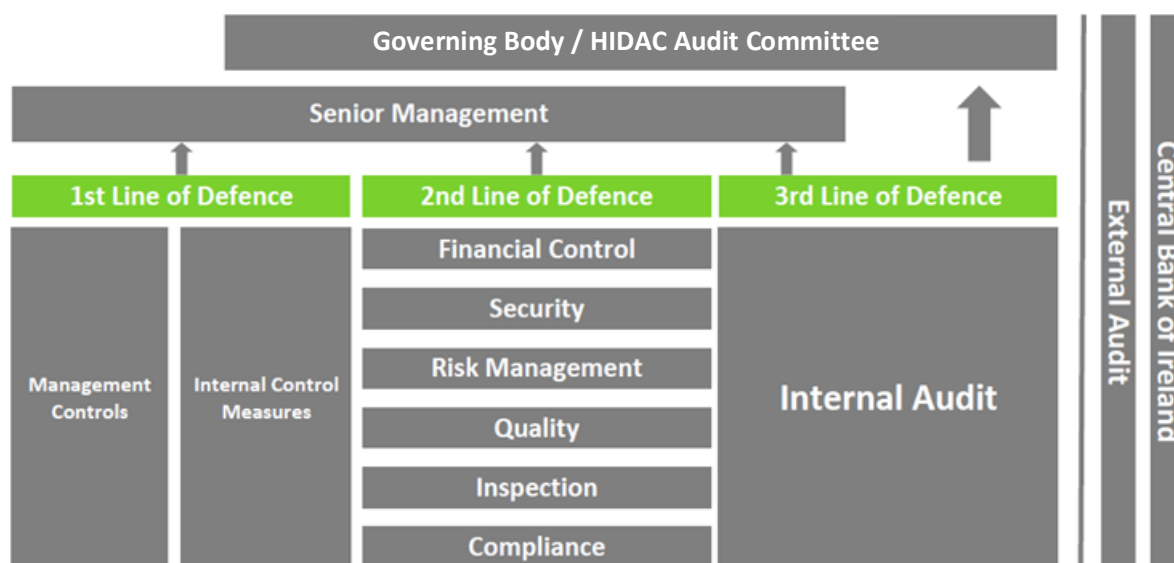 Governing Body / HIDAC Audit Committee
Senior Management
1st Line of Defence
2nd Line of Defence
3rd Line of Defence
Management
Controls
Internal Control
Measures
Financial Control
Security
Risk Management
Quality
Inspection
Compliance
Internal Audit
External Audit
Central Bank of Ireland